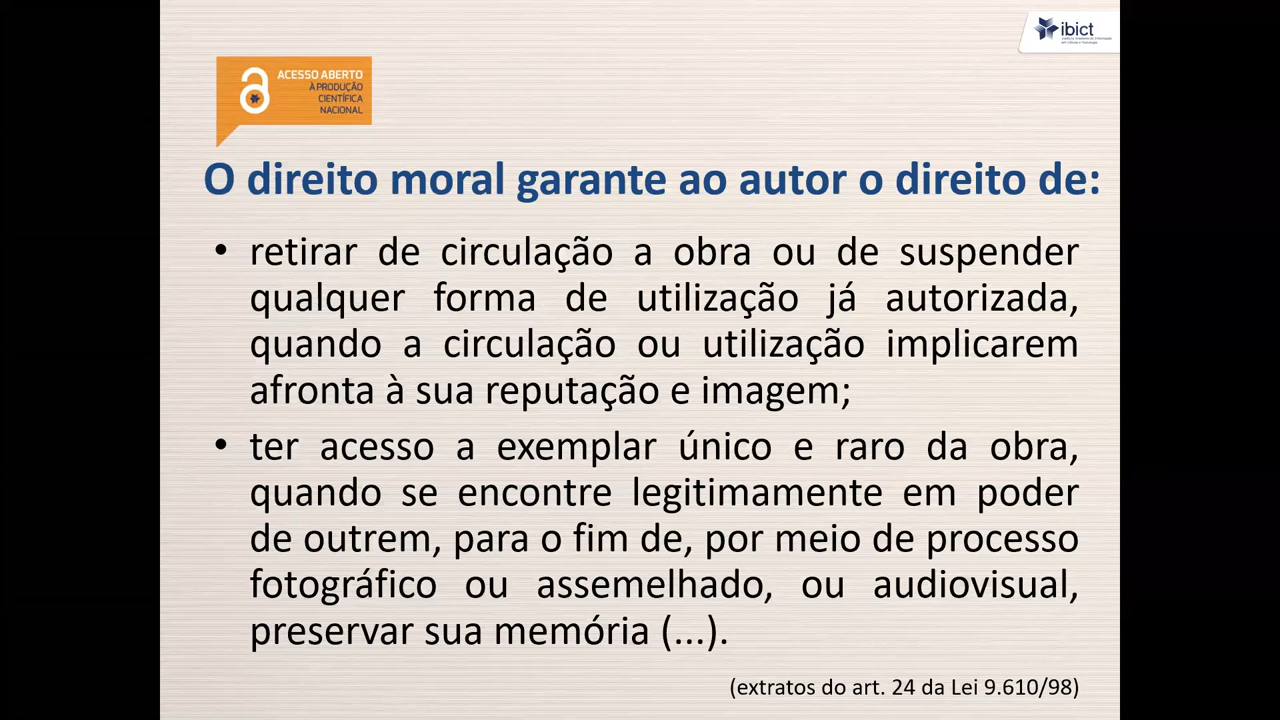 ibict
ACESSO ABERTO
À PRODUÇÃO
CIENTÍFICA
NACIONAL
O direito moral garante ao autor o direito de:
• retirar de circulação a obra ou de suspender
qualquer forma de utilização já autorizada,
quando a circulação ou utilização implicarem
afronta à sua reputação e imagem;
• ter acesso a exemplar único e raro da obra,
quando se encontre legitimamente em poder
de outrem, para o fim de, por meio de processo
fotográfico ou assemelhado, ou audiovisual,
preservar sua memória (...).
(extratos do art. 24 da Lei 9.610/98)